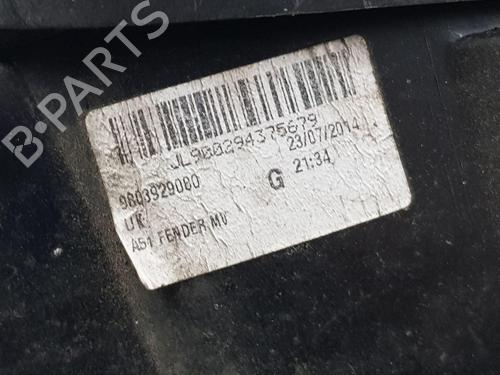 B-PARTS
JL900294375679
9803929080
23/07/2014
UK
G
21:34
A51 FENDER MV